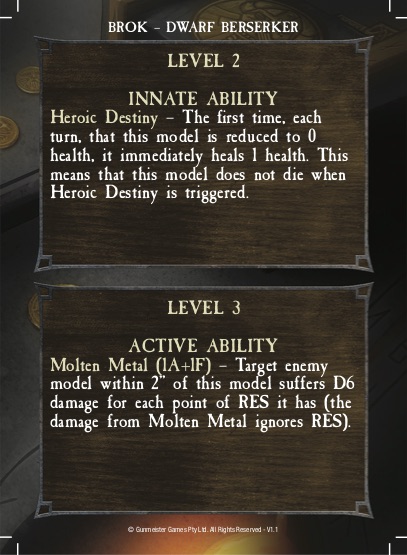 BROK – DWARF BERSERKER
LEVEL 2
INNATE ABILITY
Heroic Destiny – The first time, each
turn, that this model is reduced to 0
health, it immediately heals 1 health. This
means that this model does not die when
Heroic Destiny is triggered.
LEVEL 3
ACTIVE ABILITY
Molten Metal (1A+1F) – Target enemy
model within 2" of this model suffers D6
damage for each point of RES it has (the
damage from Molten Metal ignores RES).
© Gunmeister Games Pty Ltd. All Rights Reserved - V1.1